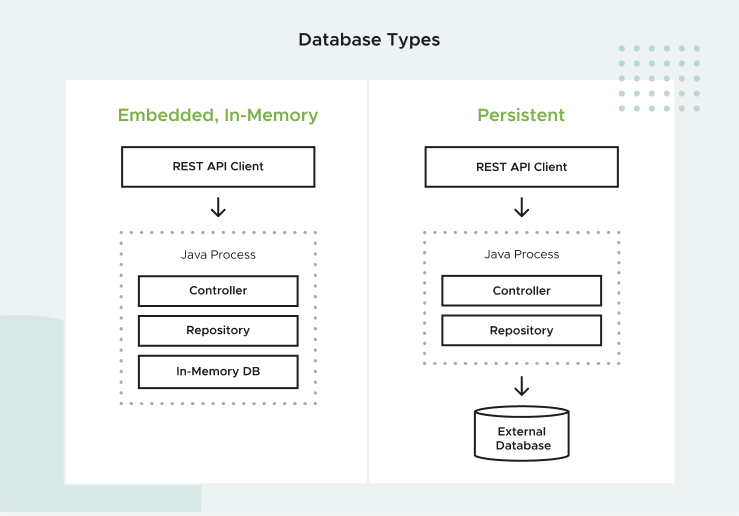 Database Types
Embedded, In-Memory
REST API Client
Java Process
Controller
Repository
In-Memory DB
Persistent
REST API Client
Java Process
Controller
Repository
External
Database